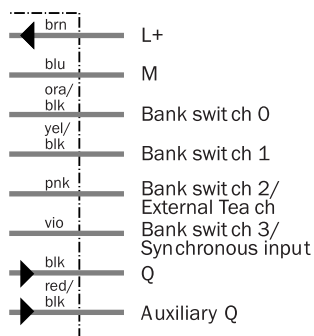 brn
L+
blu
M
ora/
blk
Bank switch 0
yel/
blk
Bank switch 1
pnk
Bank switch 2/
External Teach
vio
Bank switch 3/
Synchronous input
blk
Q
red/
blk
Auxiliary Q